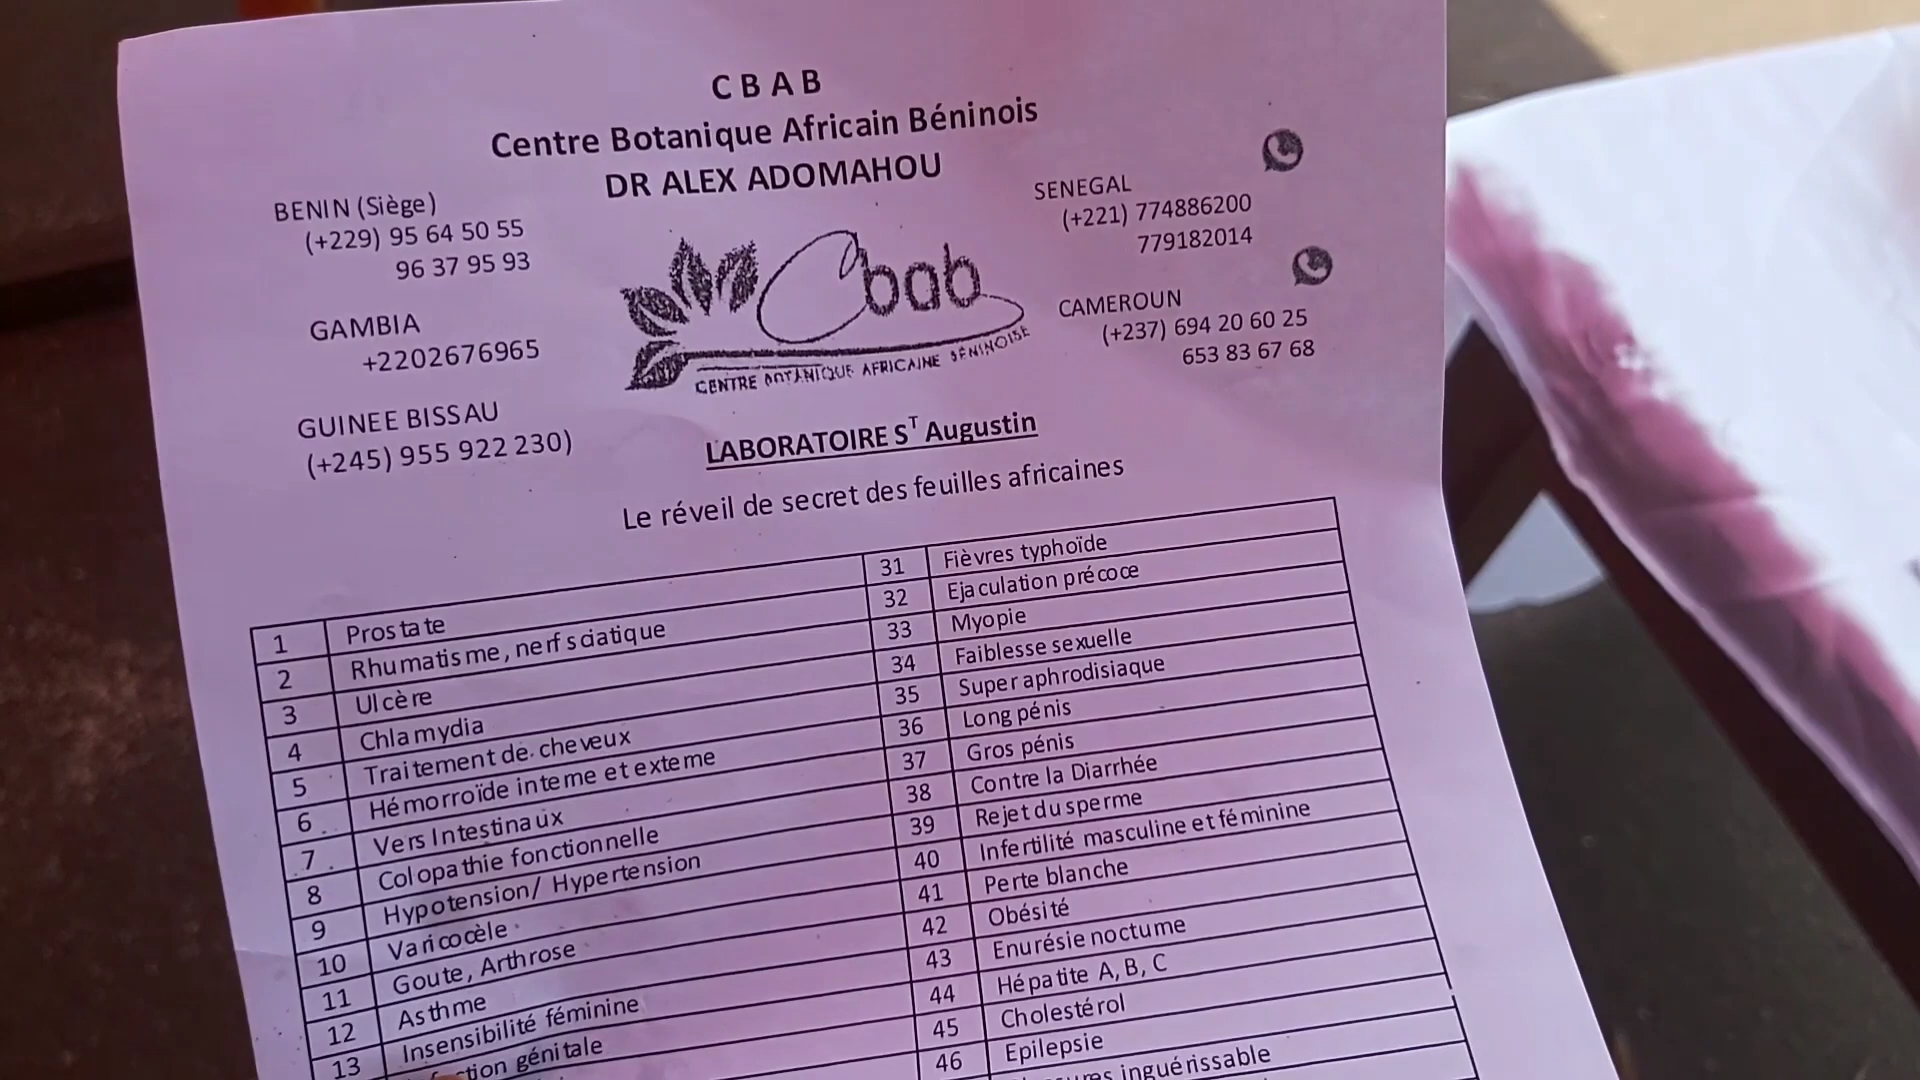 C B A B
Centre Botanique Africain Béninois
DR ALEX ADOMAHOU
BENIN (Siège)
(+229) 95 64 50 55
96 37 95 93
GAMBIA
+2202676965
GUINEE BISSAU
(+245) 955 922 230)
SENEGAL
(+221) 774886200
779182014
CAMEROUN
(+237) 694 20 60 25
653 83 67 68
Cbab
CENTRE BOTANIQUE AFRICAINE BÉNINOISE
LABORATOIRE Sᵀ Augustin
Le réveil de secret des feuilles africaines
1 Prostate
2 Rhumatisme, nerf sciatique
3 Ulcère
4 Chlamydia
5 Traitement de cheveux
6 Hémorroïde interne et externe
7 Vers Intestinaux
8 Colopathie fonctionnelle
9 Hypotension/ Hypertension
10 Varicocèle
11 Goute, Arthrose
12 Asthme
13 Insensibilité féminine
génitale
31 Fièvres typhoïde
32 Ejaculation précoce
33 Myopie
34 Faiblesse sexuelle
35 Super aphrodisiaque
36 Long pénis
37 Gros pénis
38 Contre la Diarrhée
39 Rejet du sperme
40 Infertilité masculine et féminine
41 Perte blanche
42 Obésité
43 Enurésie nocturne
44 Hépatite A, B, C
45 Cholestérol
46 Epilepsie
inguérissable